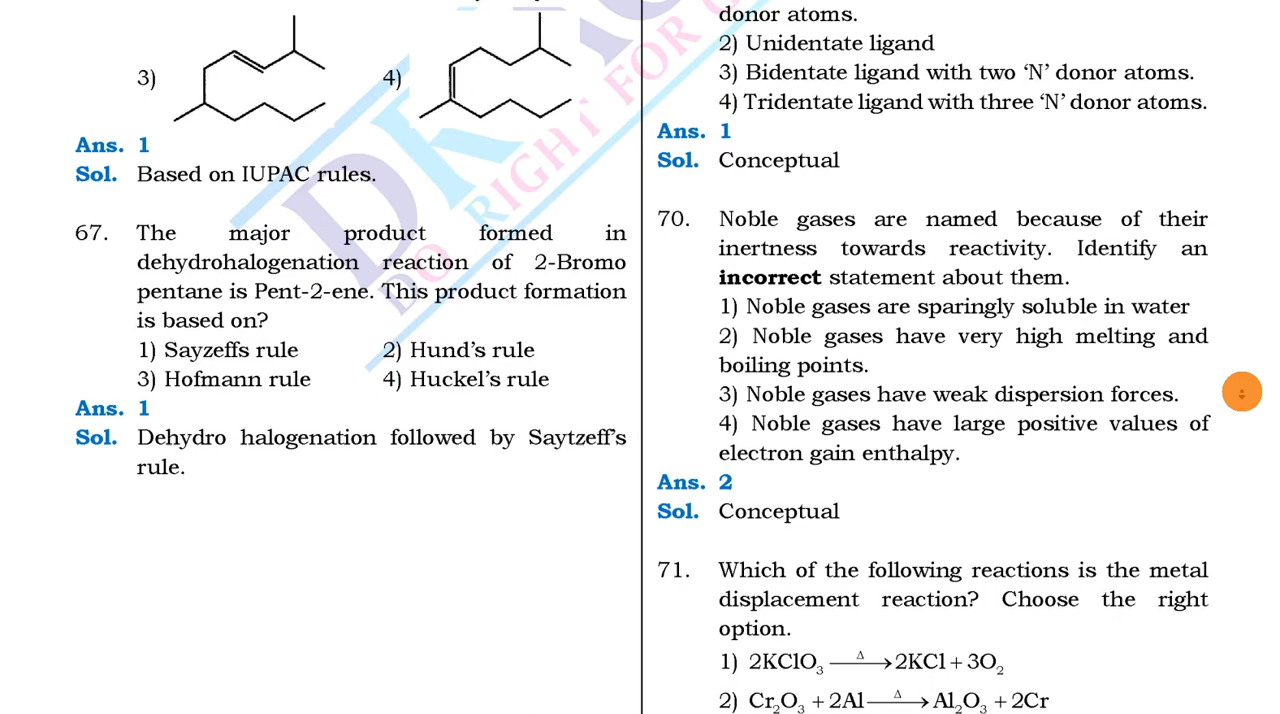 3)
4)
Ans. 1
Sol. Based on IUPAC rules.
67. The major product formed in
dehydrohalogenation reaction of 2-Bromo
pentane is Pent-2-ene. This product formation
is based on?
1) Sayzeffs rule 2) Hund's rule
3) Hofmann rule 4) Huckel's rule
Ans. 1
Sol. Dehydro halogenation followed by Saytzeff's
rule.
donor atoms.
2) Unidentate ligand
3) Bidentate ligand with two 'N' donor atoms.
4) Tridentate ligand with three 'N' donor atoms.
Ans. 1
Sol. Conceptual
70. Noble gases are named because of their
inertness towards reactivity. Identify an
incorrect statement about them.
1) Noble gases are sparingly soluble in water
2) Noble gases have very high melting and
boiling points.
3) Noble gases have weak dispersion forces.
4) Noble gases have large positive values of
electron gain enthalpy.
Ans. 2
Sol. Conceptual
71. Which of the following reactions is the metal
displacement reaction? Choose the right
option.
1) 2KClO₃ —Δ→ 2KCl + 3O₂
2) Cr₂O₃ + 2Al —Δ→ Al₂O₃ + 2Cr
DO RIGHT FOR